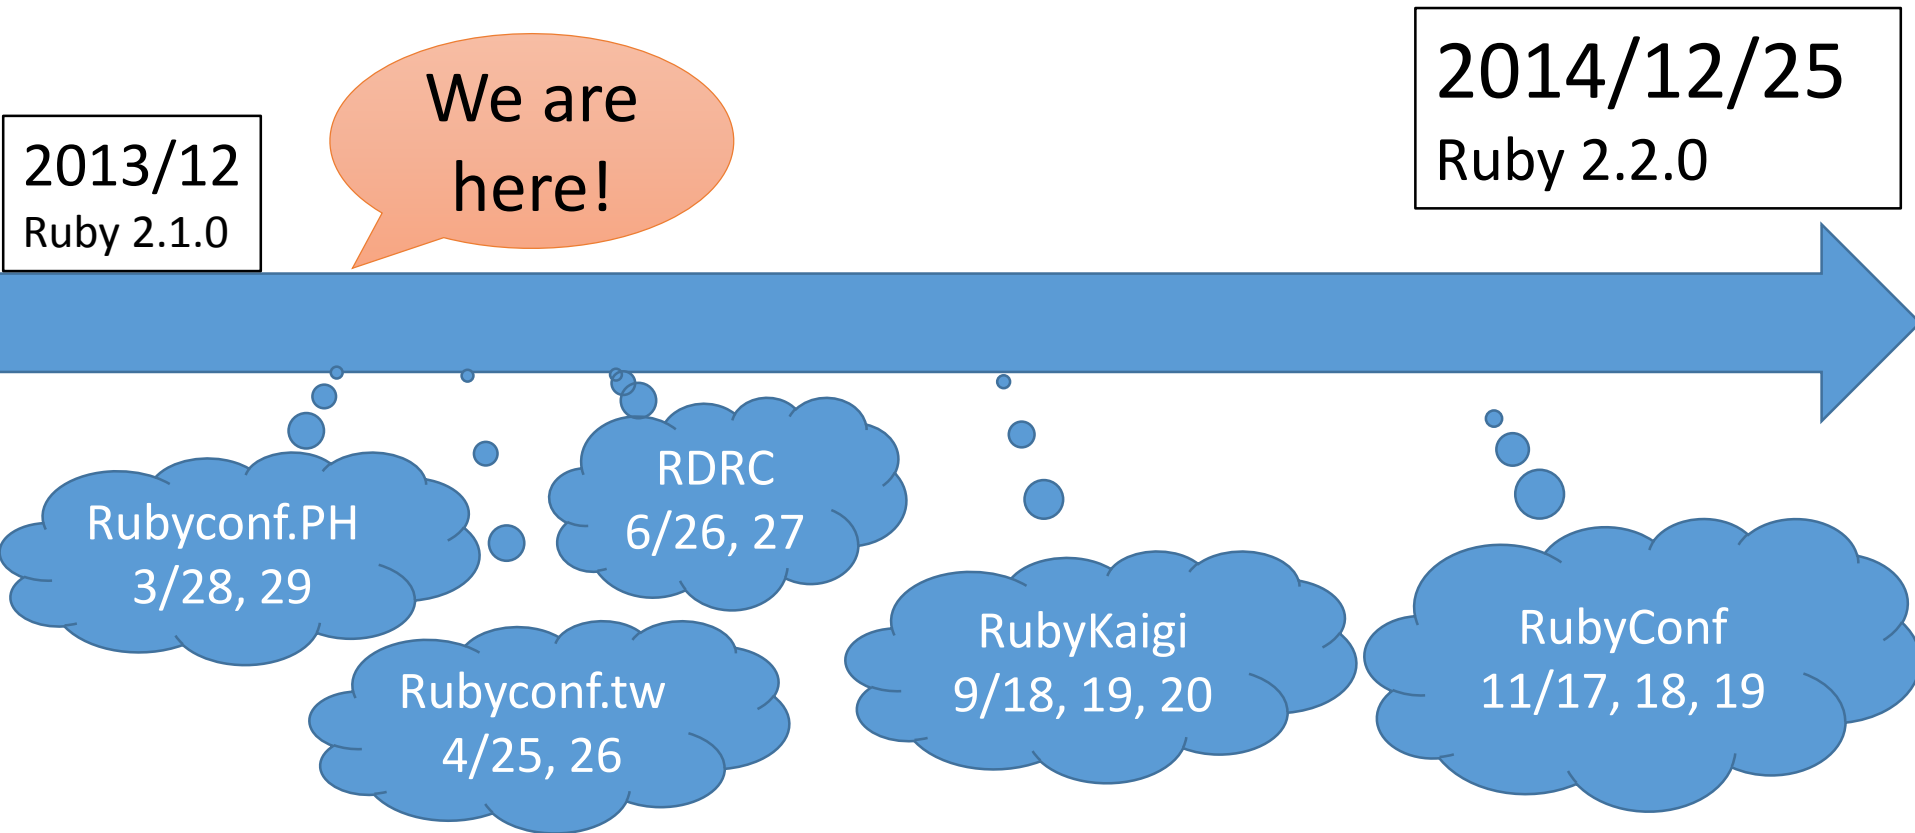 2013/12
Ruby 2.1.0
We are
here!
2014/12/25
Ruby 2.2.0
Rubyconf.PH
3/28, 29
Rubyconf.tw
4/25, 26
RDRC
6/26, 27
RubyKaigi
9/18, 19, 20
RubyConf
11/17, 18, 19